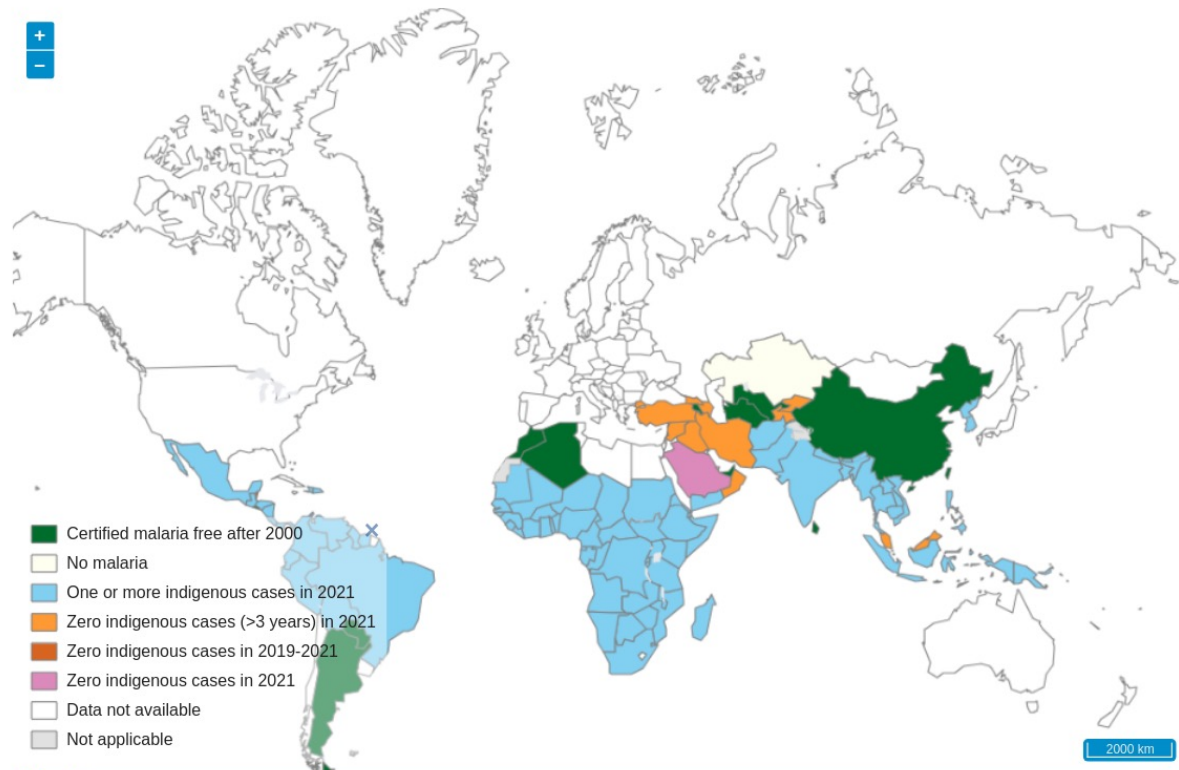 +
−
Certified malaria free after 2000
No malaria
One or more indigenous cases in 2021
Zero indigenous cases (>3 years) in 2021
Zero indigenous cases in 2019-2021
Zero indigenous cases in 2021
Data not available
Not applicable
2000 km